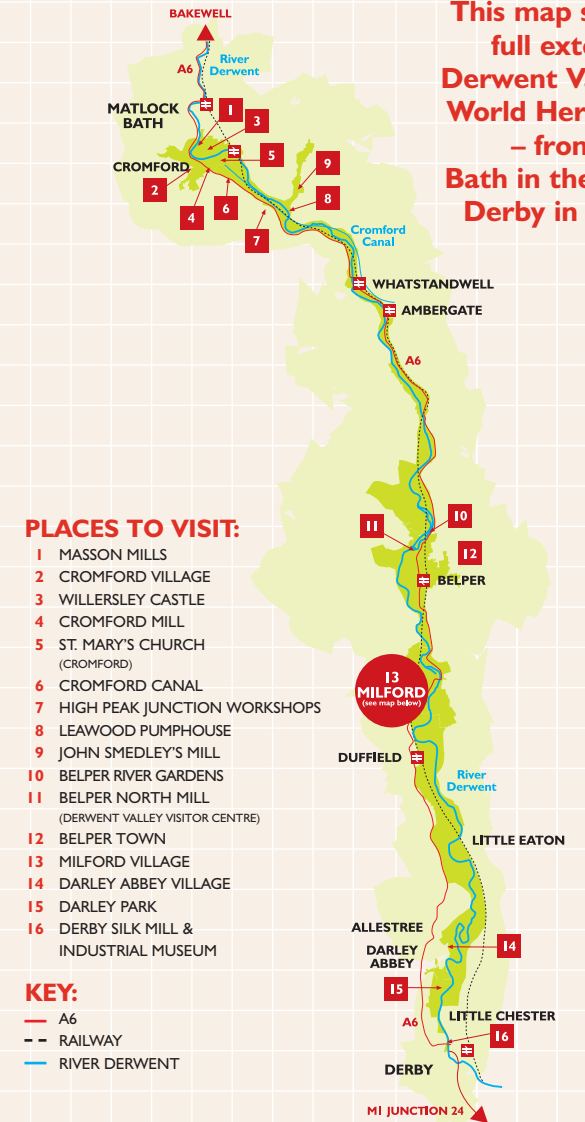 This map s
full exte
Derwent V
World Her
– fron
Bath in the
Derby in
BAKEWELL
A6
River
Derwent
MATLOCK
BATH
1
3
CROMFORD
5
9
2
4
6
8
7
Cromford
Canal
WHATSTANDWELL
AMBERGATE
A6
10
11
12
BELPER
13
MILFORD
(see map below)
DUFFIELD
River
Derwent
LITTLE EATON
ALLESTREE
DARLEY
ABBEY
14
15
A6
LITTLE CHESTER
16
DERBY
M1 JUNCTION 24
PLACES TO VISIT:
1 MASSON MILLS
2 CROMFORD VILLAGE
3 WILLERSLEY CASTLE
4 CROMFORD MILL
5 ST. MARY'S CHURCH
(CROMFORD)
6 CROMFORD CANAL
7 HIGH PEAK JUNCTION WORKSHOPS
8 LEAWOOD PUMPHOUSE
9 JOHN SMEDLEY'S MILL
10 BELPER RIVER GARDENS
11 BELPER NORTH MILL
(DERWENT VALLEY VISITOR CENTRE)
12 BELPER TOWN
13 MILFORD VILLAGE
14 DARLEY ABBEY VILLAGE
15 DARLEY PARK
16 DERBY SILK MILL &
INDUSTRIAL MUSEUM
KEY:
A6
RAILWAY
RIVER DERWENT